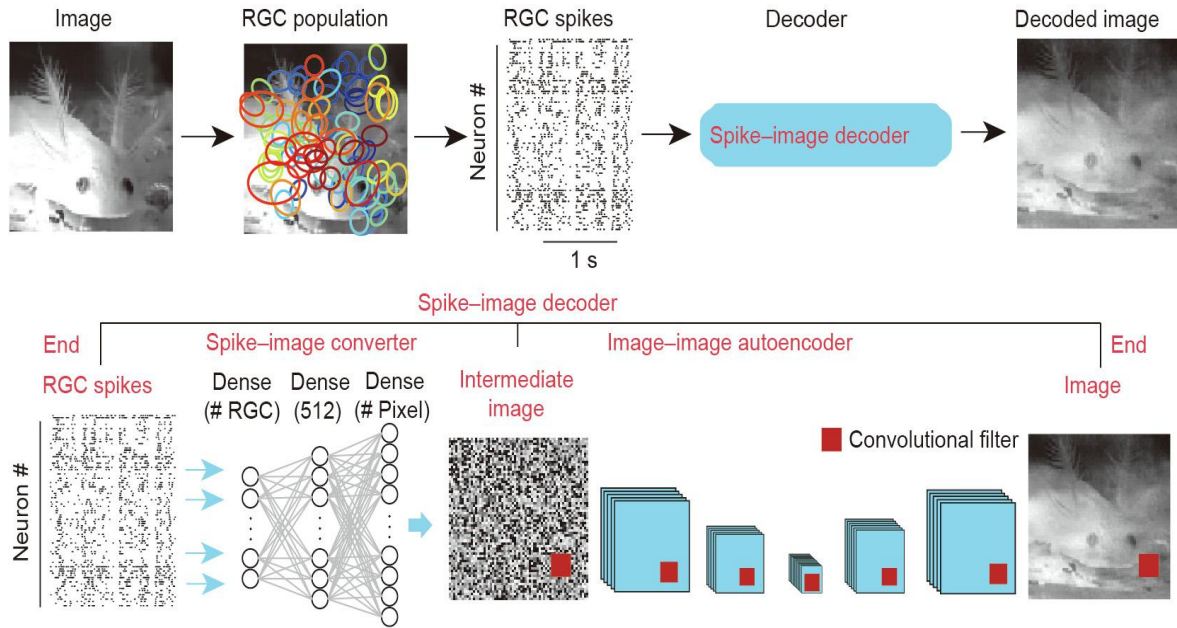 Image
RGC population
RGC spikes
Decoder
Decoded image
Neuron #
Spike–image decoder
1 s
Spike–image decoder
End
Spike–image converter
Image–image autoencoder
End
RGC spikes
Dense
(# RGC)
Dense
(512)
Dense
(# Pixel)
Intermediate
image
Image
Neuron #
Convolutional filter